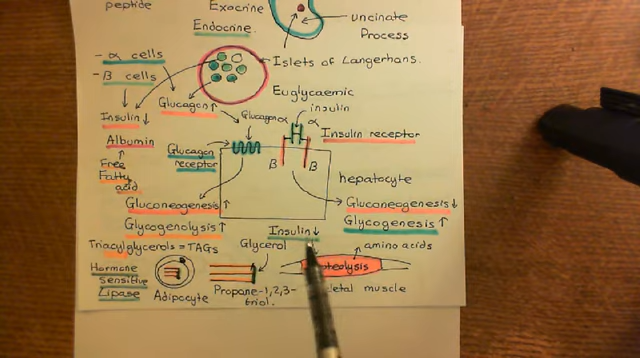 peptide
Exocrine
Endocrine.
uncinate
Process
- α cells
- β cells
Islets of Langerhans.
Euglycaemic
Glucagon↑
Insulin↓
Glucagon
α
insulin
α
Insulin receptor
Albumin
Glucagon
receptor
β
β
Free
Fatty
acid
hepatocyte
Gluconeogenesis↑
Glycogenolysis↑
Gluconeogenesis↓
Glycogenesis↑
Insulin↓
Triacylglycerols = TAGs
Glycerol
amino acids
Hormone
Sensitive
Lipase
Adipocyte
Propane-1,2,3-
triol.
muscle